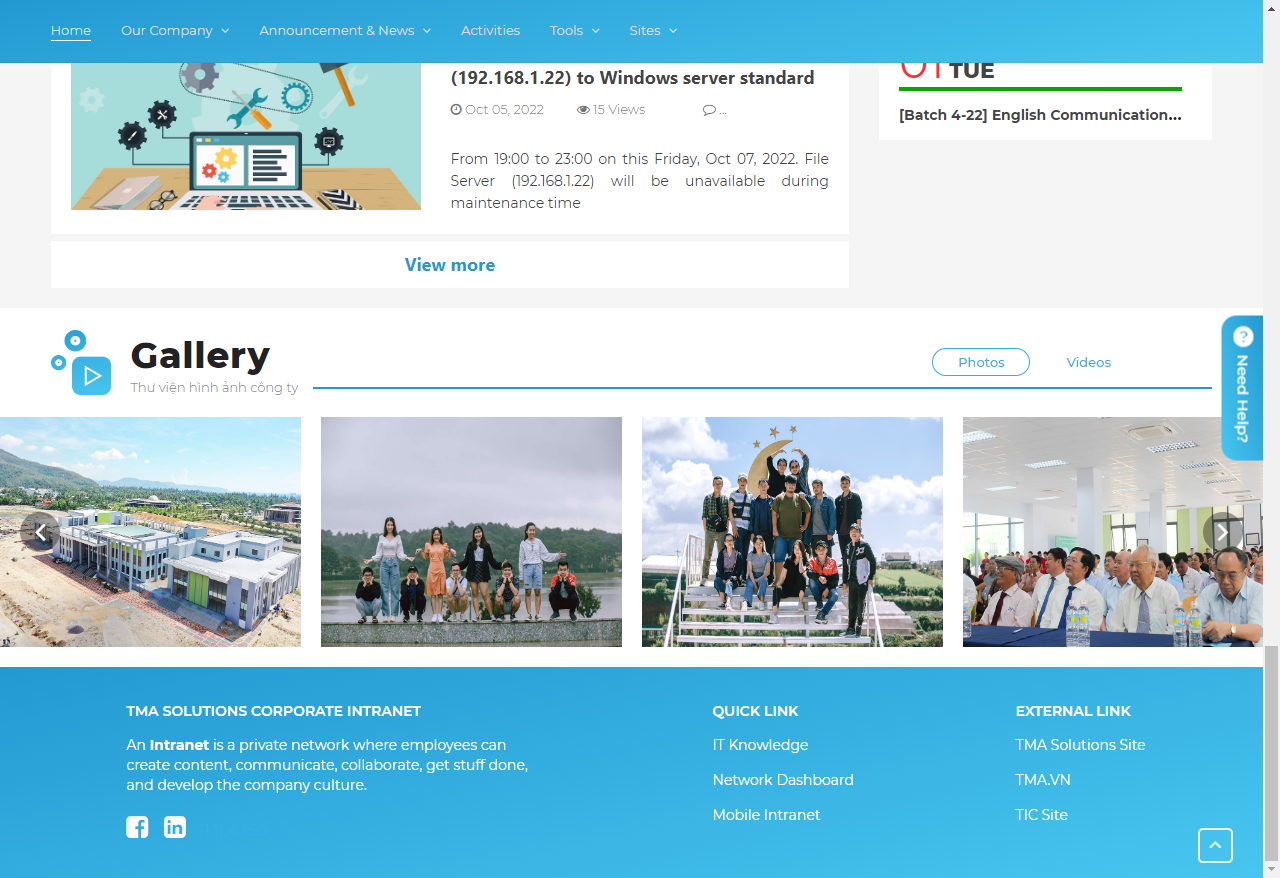 Home Our Company Announcement & News Activities Tools Sites
(192.168.1.22) to Windows server standard
Oct 05, 2022 15 Views ...
From 19:00 to 23:00 on this Friday, Oct 07, 2022. File
Server (192.168.1.22) will be unavailable during
maintenance time
View more
TUE
[Batch 4-22] English Communication...
Gallery
Thư viện hình ảnh công ty
Photos Videos
? Need Help?
TMA SOLUTIONS CORPORATE INTRANET
An Intranet is a private network where employees can
create content, communicate, collaborate, get stuff done,
and develop the company culture.
QUICK LINK
IT Knowledge
Network Dashboard
Mobile Intranet
EXTERNAL LINK
TMA Solutions Site
TMA.VN
TIC Site